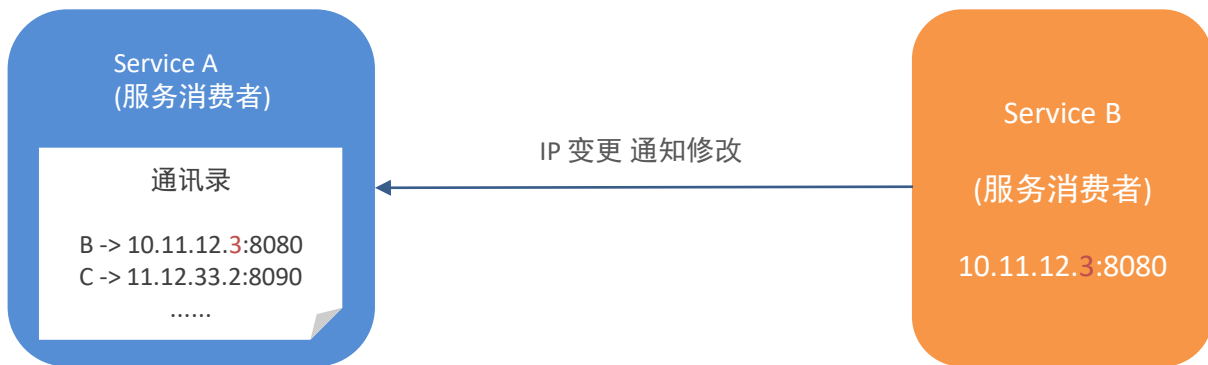 Service A
(服务消费者)
通讯录
B -> 10.11.12.3:8080
C -> 11.12.33.2:8090
......
IP 变更 通知修改
Service B
(服务消费者)
10.11.12.3:8080